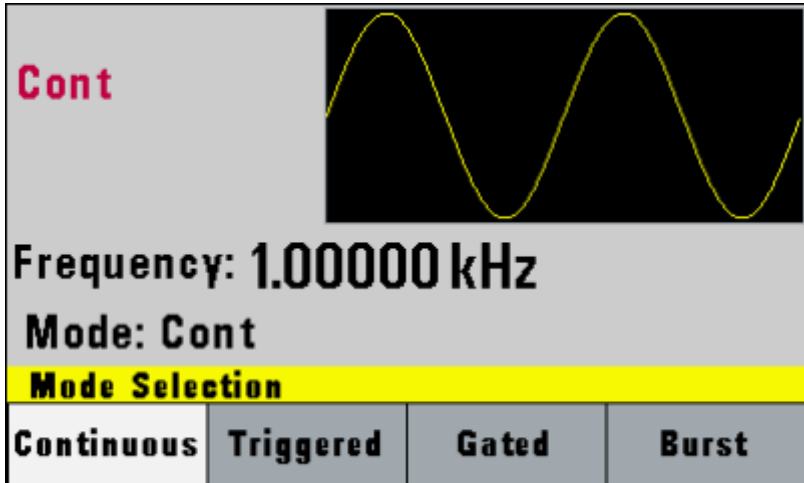 Cont
Frequency: 1.00000 kHz
Mode: Cont
Mode Selection
Continuous Triggered Gated Burst